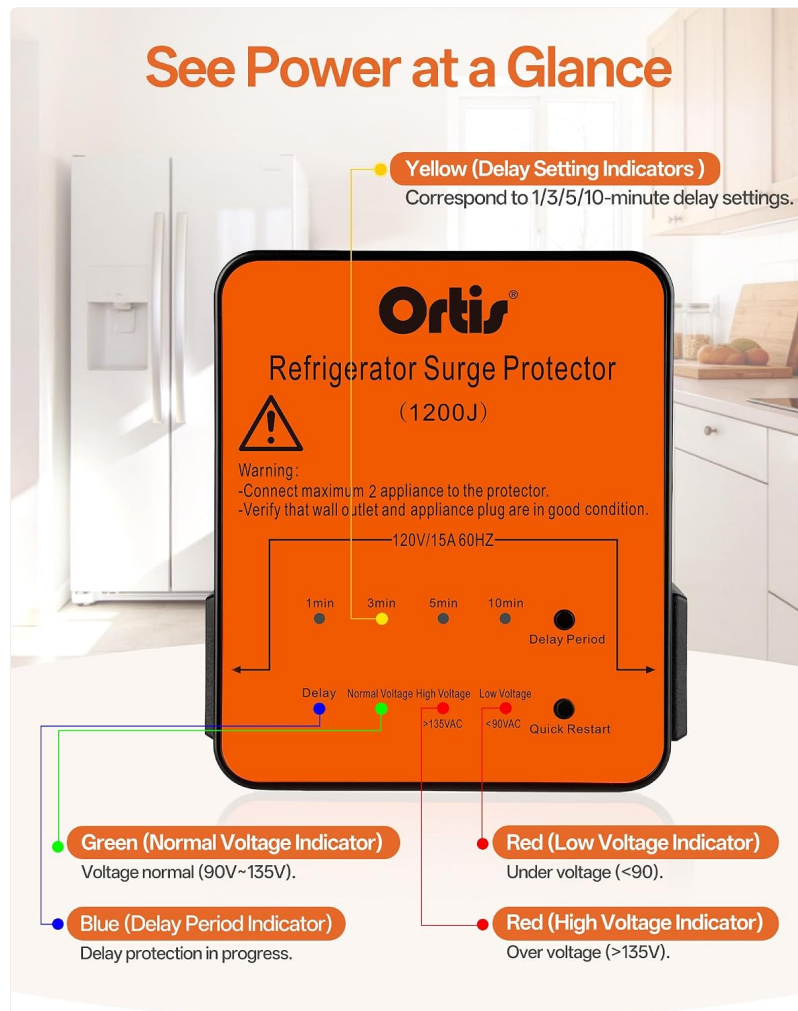 See Power at a Glance
Yellow (Delay Setting Indicators )
Correspond to 1/3/5/10-minute delay settings.
Ortis®
Refrigerator Surge Protector
(1200J)
Warning:
-Connect maximum 2 appliance to the protector.
-Verify that wall outlet and appliance plug are in good condition.
120V/15A 60HZ
1min 3min 5min 10min
Delay Period
Delay Normal Voltage High Voltage Low Voltage
>135VAC <90VAC
Quick Restart
Green (Normal Voltage Indicator)
Voltage normal (90V~135V).
Red (Low Voltage Indicator)
Under voltage (<90).
Blue (Delay Period Indicator)
Delay protection in progress.
Red (High Voltage Indicator)
Over voltage (>135V).